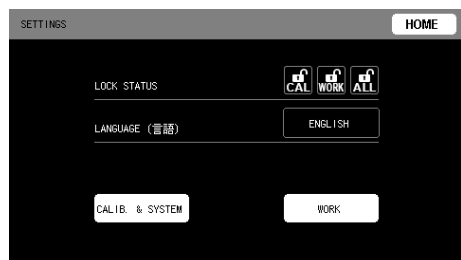 SETTINGS HOME
LOCK STATUS CAL WORK ALL
LANGUAGE (言語) ENGLISH
CALIB. & SYSTEM WORK